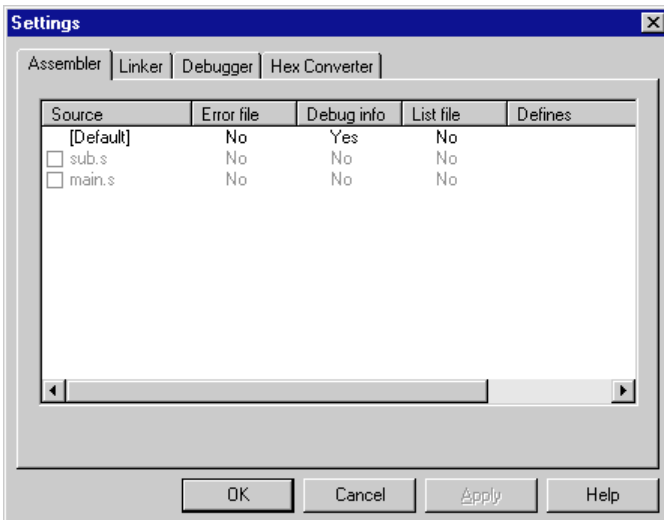 Settings
Assembler Linker Debugger Hex Converter
Source Error file Debug info List file Defines
[Default] No Yes No
sub.s No No No
main.s No No No
OK Cancel Apply Help